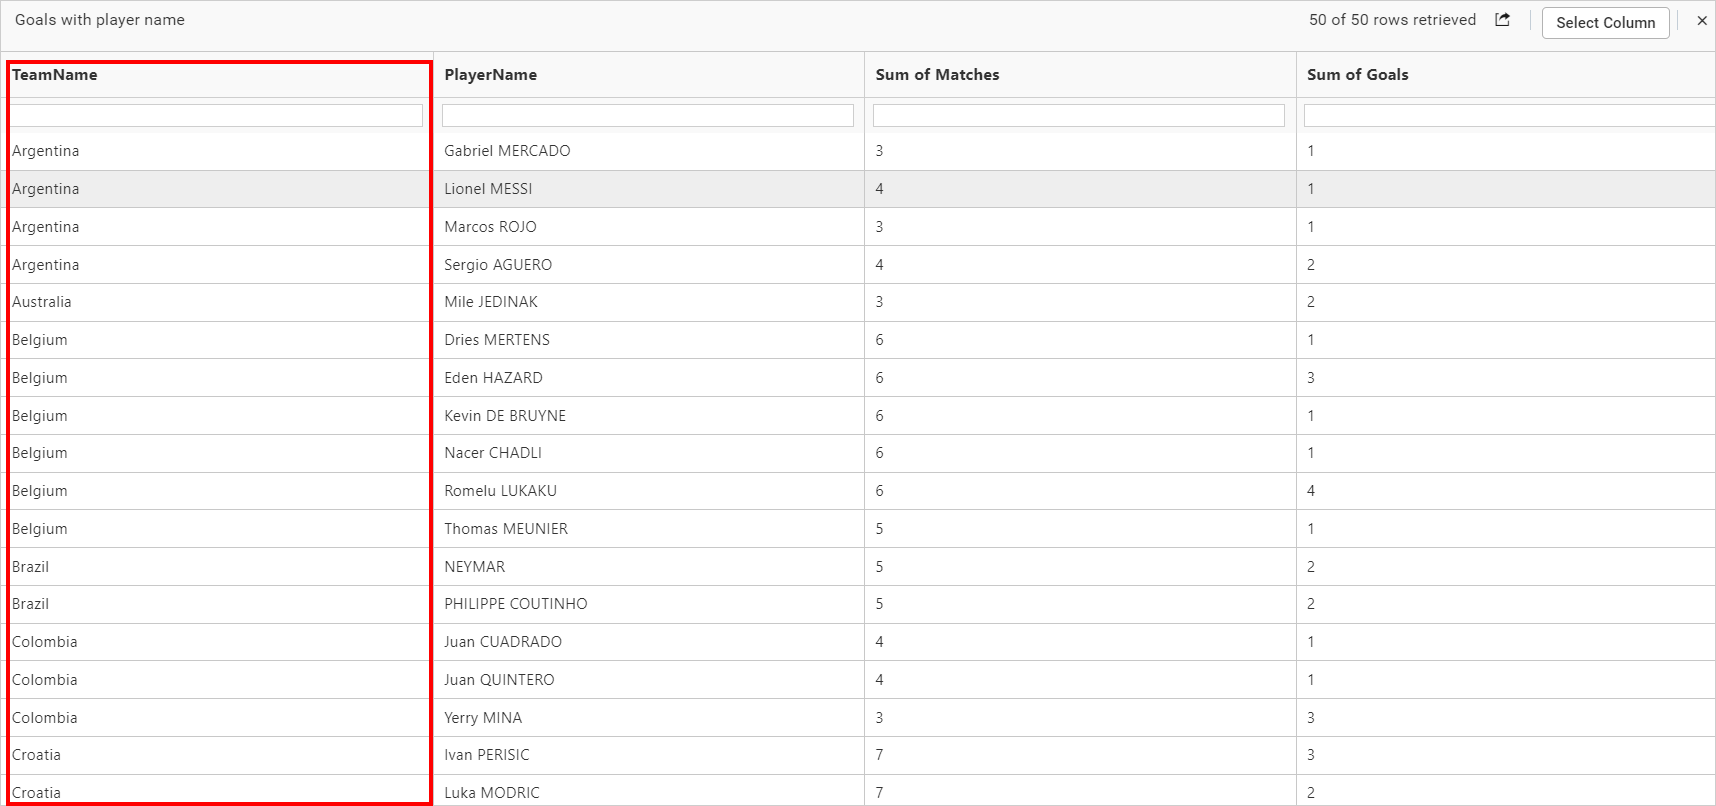 Goals with player name 50 of 50 rows retrieved Select Column ×
TeamName PlayerName Sum of Matches Sum of Goals
Argentina Gabriel MERCADO 3 1
Argentina Lionel MESSI 4 1
Argentina Marcos ROJO 3 1
Argentina Sergio AGUERO 4 2
Australia Mile JEDINAK 3 2
Belgium Dries MERTENS 6 1
Belgium Eden HAZARD 6 3
Belgium Kevin DE BRUYNE 6 1
Belgium Nacer CHADLI 6 1
Belgium Romelu LUKAKU 6 4
Belgium Thomas MEUNIER 5 1
Brazil NEYMAR 5 2
Brazil PHILIPPE COUTINHO 5 2
Colombia Juan CUADRADO 4 1
Colombia Juan QUINTERO 4 1
Colombia Yerry MINA 3 3
Croatia Ivan PERISIC 7 3
Croatia Luka MODRIC 7 2